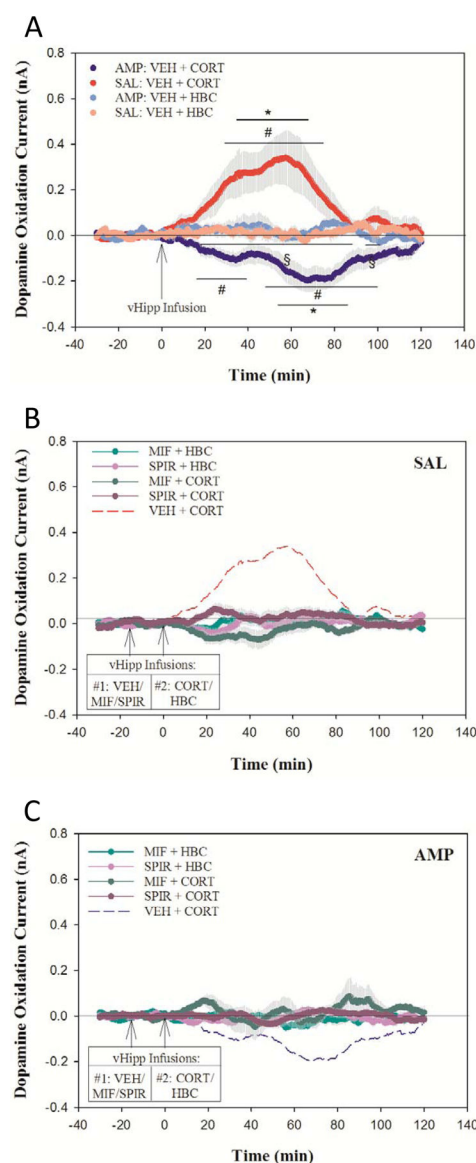 A
Dopamine Oxidation Current (nA)
0.8
0.6
0.4
0.2
0.0
-0.2
-0.4
AMP: VEH + CORT
SAL: VEH + CORT
AMP: VEH + HBC
SAL: VEH + HBC
*
#
§
§
#
#
*
vHipp Infusion
-40 -20 0 20 40 60 80 100 120 140
Time (min)
B
Dopamine Oxidation Current (nA)
0.8
0.6
0.4
0.2
0.0
-0.2
-0.4
MIF + HBC
SPIR + HBC
MIF + CORT
SPIR + CORT
VEH + CORT
SAL
vHipp Infusions:
#1: VEH/ #2: CORT/
MIF/SPIR HBC
-40 -20 0 20 40 60 80 100 120 140
Time (min)
C
Dopamine Oxidation Current (nA)
0.8
0.6
0.4
0.2
0.0
-0.2
-0.4
MIF + HBC
SPIR + HBC
MIF + CORT
SPIR + CORT
VEH + CORT
AMP
vHipp Infusions:
#1: VEH/ #2: CORT/
MIF/SPIR HBC
-40 -20 0 20 40 60 80 100 120 140
Time (min)